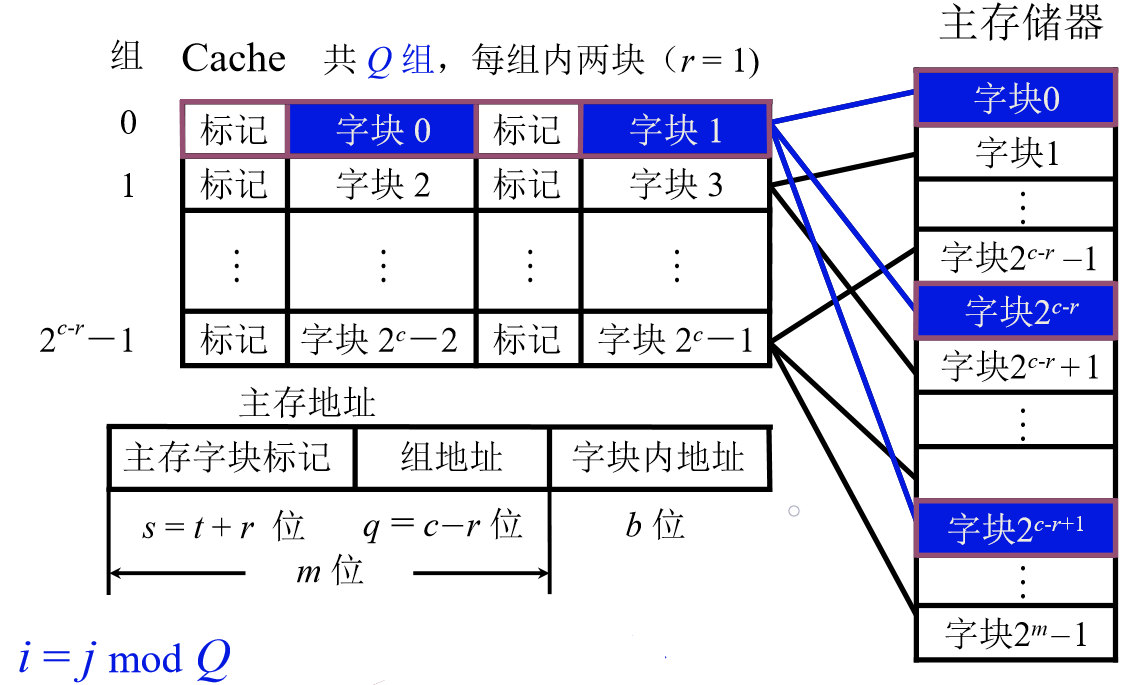 组 Cache 共 Q 组，每组内两块（r = 1)
0 标记 字块 0 标记 字块 1
1 标记 字块 2 标记 字块 3
⋮ ⋮ ⋮ ⋮
2^{c-r}－1 标记 字块 2^c－2 标记 字块 2^c－1
主存地址
主存字块标记 组地址 字块内地址
s = t + r 位 q = c－r 位 b 位
m 位
i = j mod Q
主存储器
字块0
字块1
⋮
字块2^{c-r} –1
字块2^{c-r}
字块2^{c-r} + 1
⋮
字块2^{c-r+1}
⋮
字块2^m–1